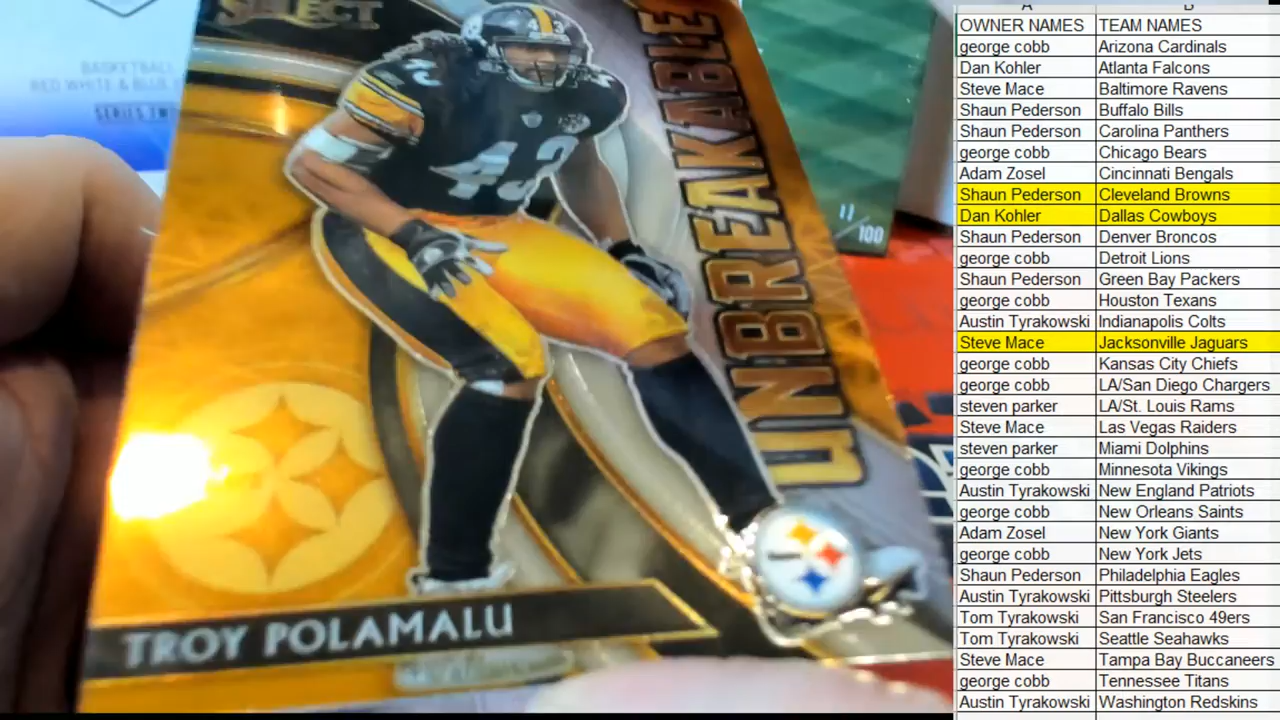 SELECT
BASKETBALL
RED WHITE & BLUE
SERIES TWO
43
43
43
UNBREAKABLE
11/100
TROY POLAMALU
A B
OWNER NAMES TEAM NAMES
george cobb Arizona Cardinals
Dan Kohler Atlanta Falcons
Steve Mace Baltimore Ravens
Shaun Pederson Buffalo Bills
Shaun Pederson Carolina Panthers
george cobb Chicago Bears
Adam Zosel Cincinnati Bengals
Shaun Pederson Cleveland Browns
Dan Kohler Dallas Cowboys
Shaun Pederson Denver Broncos
george cobb Detroit Lions
Shaun Pederson Green Bay Packers
george cobb Houston Texans
Austin Tyrakowski Indianapolis Colts
Steve Mace Jacksonville Jaguars
george cobb Kansas City Chiefs
george cobb LA/San Diego Chargers
steven parker LA/St. Louis Rams
Steve Mace Las Vegas Raiders
steven parker Miami Dolphins
george cobb Minnesota Vikings
Austin Tyrakowski New England Patriots
george cobb New Orleans Saints
Adam Zosel New York Giants
george cobb New York Jets
Shaun Pederson Philadelphia Eagles
Austin Tyrakowski Pittsburgh Steelers
Tom Tyrakowski San Francisco 49ers
Tom Tyrakowski Seattle Seahawks
Steve Mace Tampa Bay Buccaneers
george cobb Tennessee Titans
Austin Tyrakowski Washington Redskins